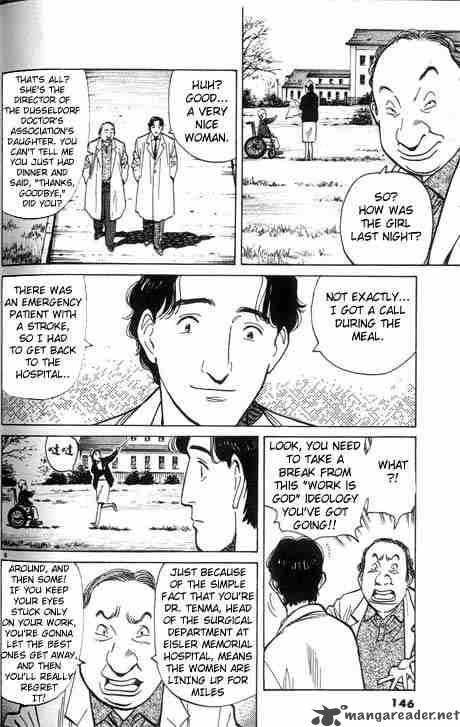 SO?
HOW WAS
THE GIRL
LAST NIGHT?
HUH?
GOOD...
A VERY
NICE
WOMAN.
THAT'S ALL?
SHE'S THE
DIRECTOR OF
THE DUSSELDORF
DOCTOR'S
ASSOCIATION'S
DAUGHTER. YOU
CAN'T TELL ME
YOU JUST HAD
DINNER AND
SAID, "THANKS,
GOODBYE,"
DID YOU?
NOT EXACTLY...
I GOT A CALL
DURING THE
MEAL.
THERE WAS
AN EMERGENCY
PATIENT WITH
A STROKE,
SO I HAD
TO GET BACK
TO THE
HOSPITAL...
WHAT
?!
LOOK, YOU NEED
TO TAKE A
BREAK FROM
THIS "WORK IS
GOD" IDEOLOGY
YOU'VE GOT
GOING!!
哒哒
JUST BECAUSE
OF THE SIMPLE
FACT THAT YOU'RE
DR. TENMA, HEAD
OF THE SURGICAL
DEPARTMENT AT
EISLER MEMORIAL
HOSPITAL, MEANS
THE WOMEN ARE
LINING UP FOR
MILES
AROUND, AND
THEN SOME!
IF YOU KEEP
YOUR EYES
STUCK ONLY
ON YOUR WORK,
YOU'RE GONNA
LET THE BEST
ONES GET AWAY,
AND THEN
YOU'LL REALLY
REGRET
IT!
146
mangareader.net